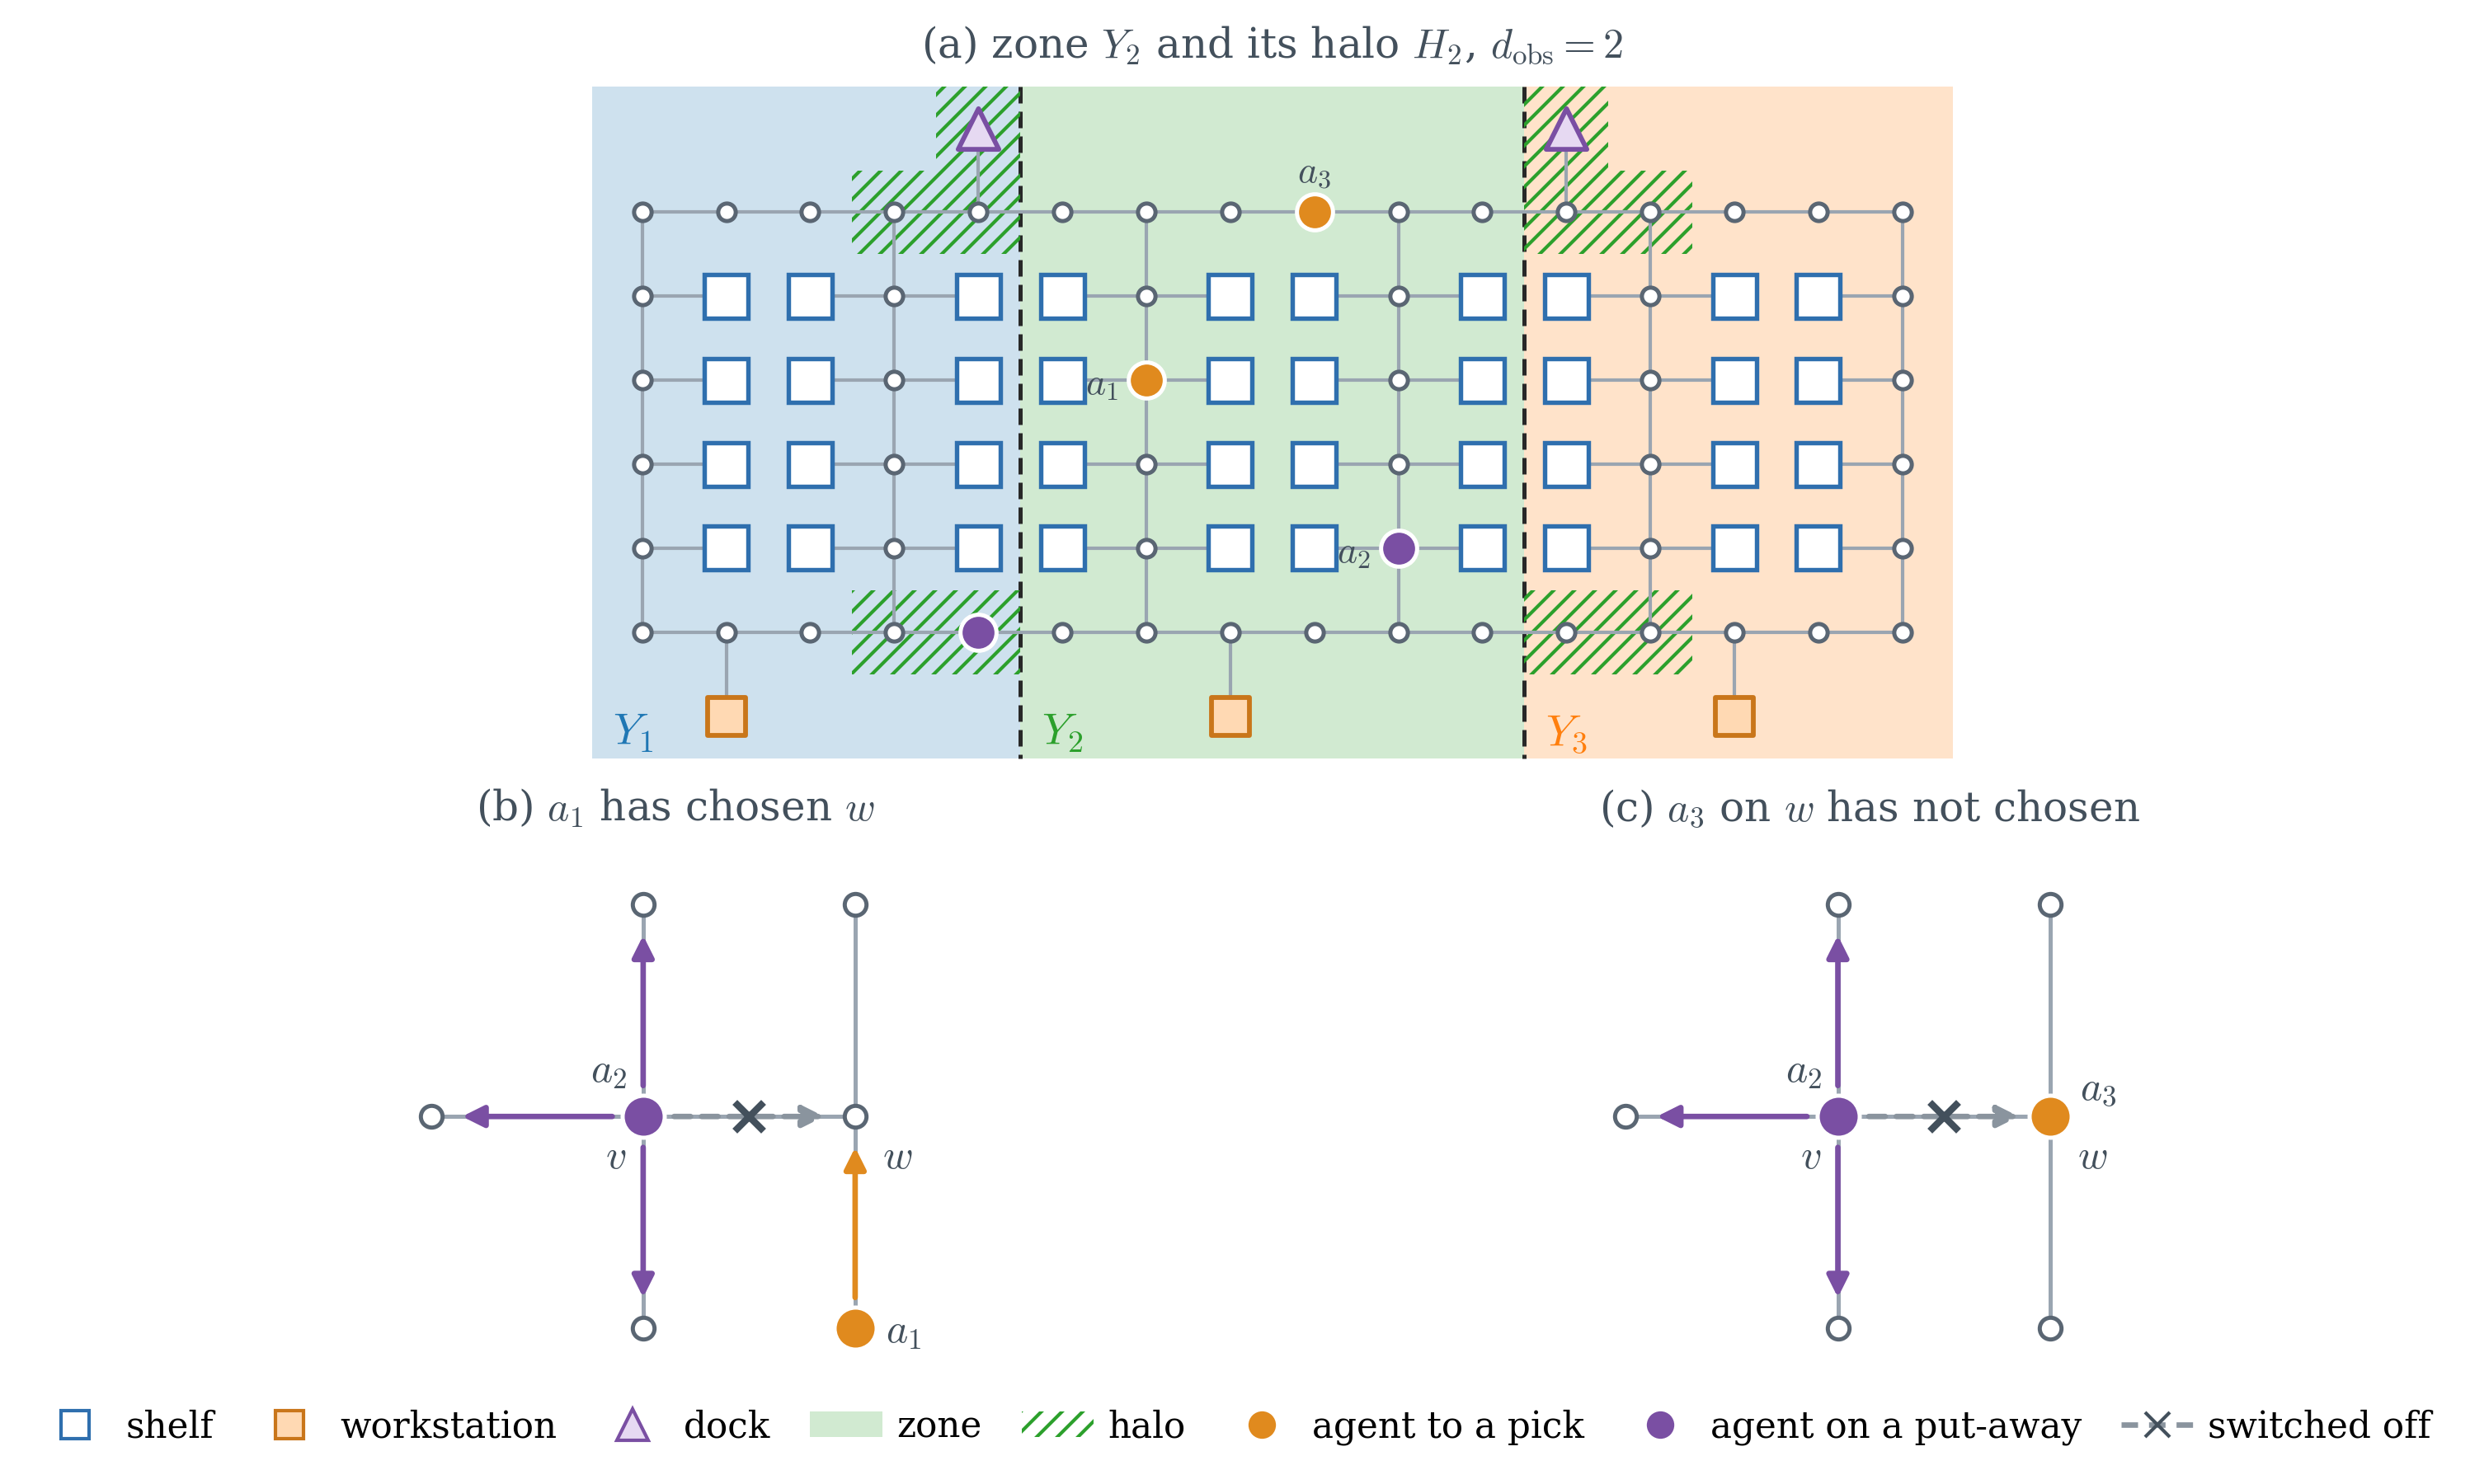 (a) zone Y₂ and its halo H₂, d_obs = 2
a₃
a₁
a₂
Y₁
Y₂
Y₃
(b) a₁ has chosen w
(c) a₃ on w has not chosen
a₂
v
w
a₁
a₂
a₃
v
w
shelf
workstation
dock
zone
halo
agent to a pick
agent on a put-away
switched off